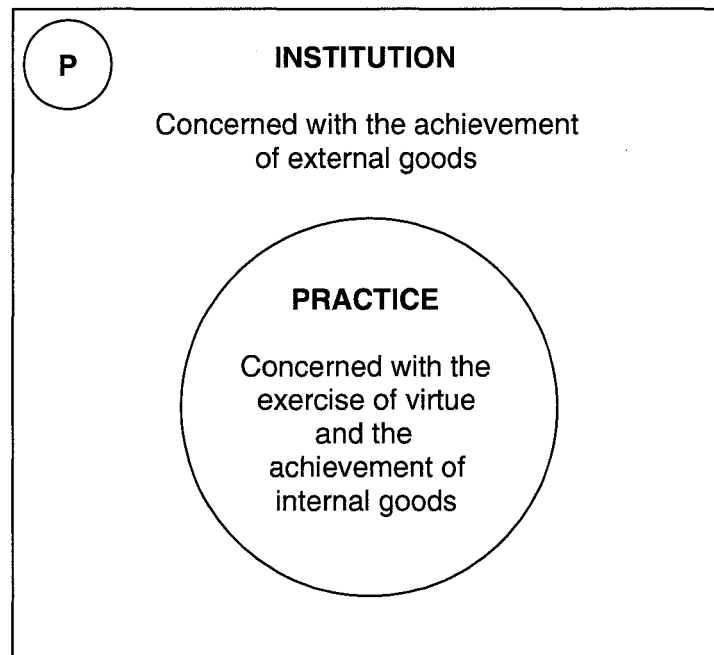 P
INSTITUTION
Concerned with the achievement
of external goods
PRACTICE
Concerned with the
exercise of virtue
and the
achievement of
internal goods